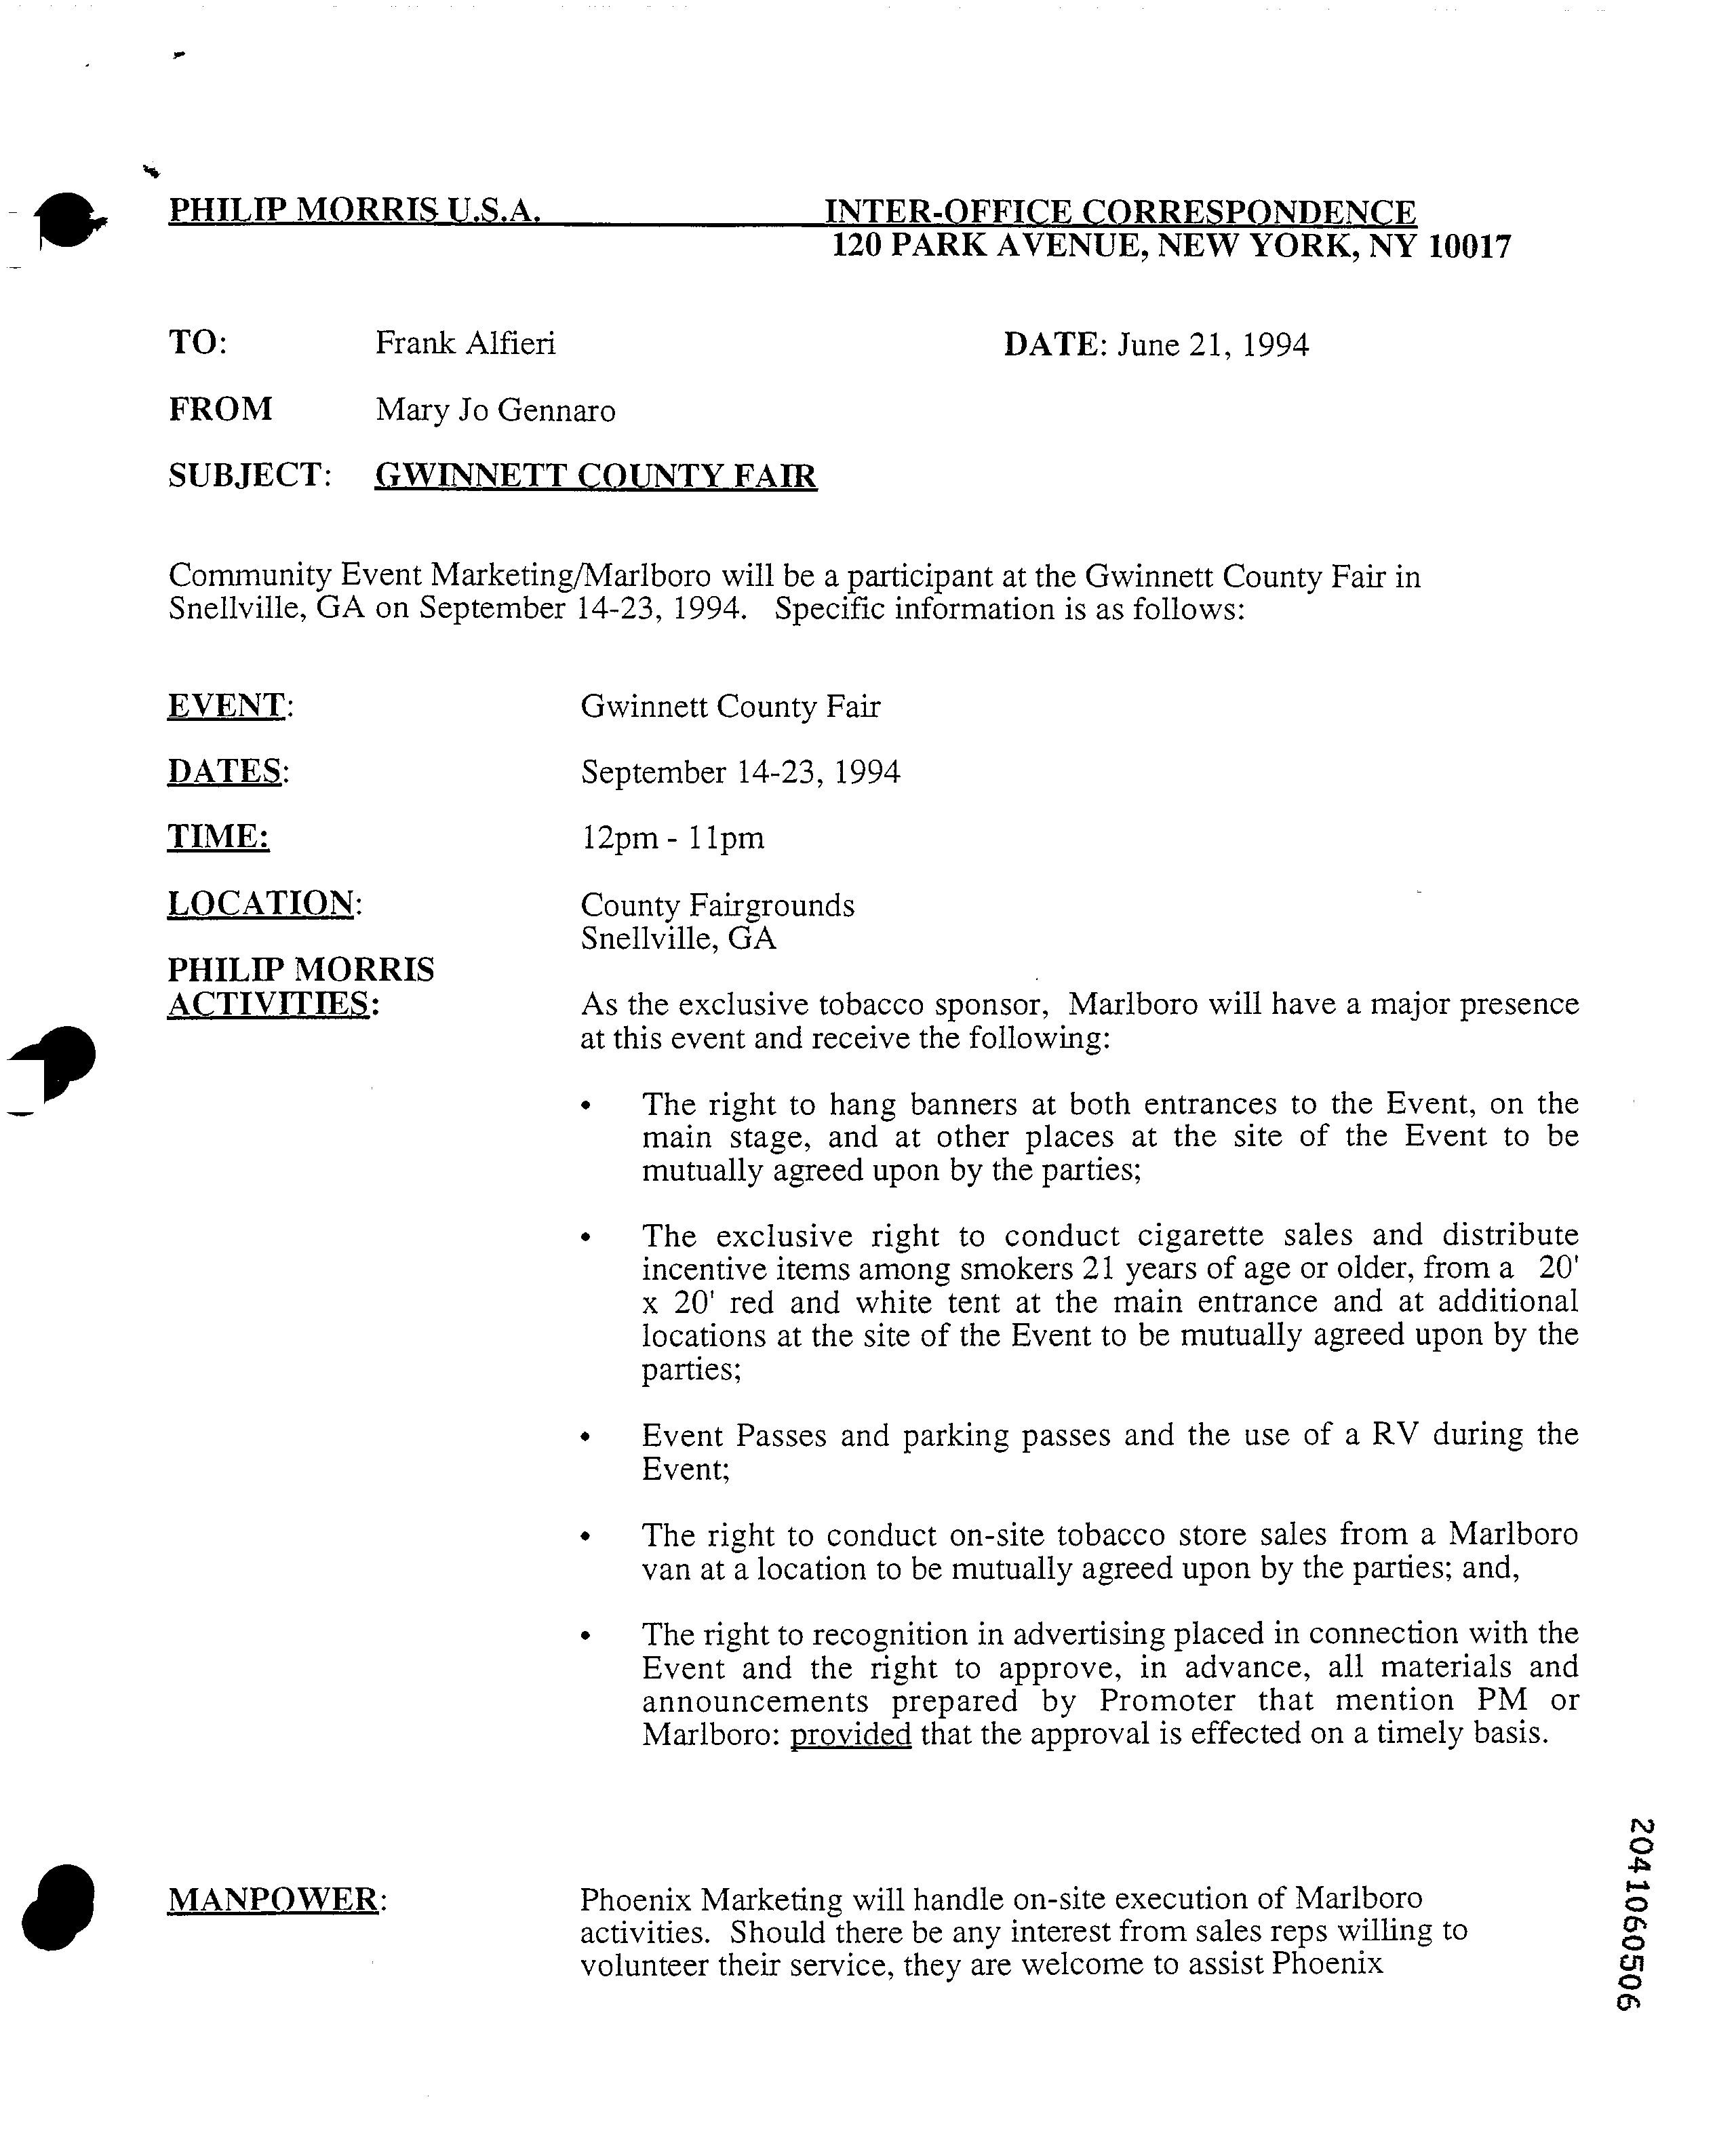 PHILIP MORRIS U.S.A. INTER-OFFICE CORRESPONDENCE
120 PARK AVENUE, NEW YORK, NY 10017
TO: Frank Alfieri DATE: June 21, 1994
FROM Mary Jo Gennaro
SUBJECT: GWINNETT COUNTY FAIR
Community Event Marketing/Marlboro will be a participant at the Gwinnett County Fair in
Snellville, GA on September 14-23, 1994. Specific information is as follows:
EVENT: Gwinnett County Fair
DATES: September 14-23, 1994
TIME: 12pm - 11pm
LOCATION: County Fairgrounds
Snellville, GA
PHILIP MORRIS
ACTIVITIES: As the exclusive tobacco sponsor, Marlboro will have a major presence
at this event and receive the following:
• The right to hang banners at both entrances to the Event, on the
main stage, and at other places at the site of the Event to be
mutually agreed upon by the parties;
• The exclusive right to conduct cigarette sales and distribute
incentive items among smokers 21 years of age or older, from a 20'
x 20' red and white tent at the main entrance and at additional
locations at the site of the Event to be mutually agreed upon by the
parties;
• Event Passes and parking passes and the use of a RV during the
Event;
• The right to conduct on-site tobacco store sales from a Marlboro
van at a location to be mutually agreed upon by the parties; and,
• The right to recognition in advertising placed in connection with the
Event and the right to approve, in advance, all materials and
announcements prepared by Promoter that mention PM or
Marlboro: provided that the approval is effected on a timely basis.
MANPOWER: Phoenix Marketing will handle on-site execution of Marlboro
activities. Should there be any interest from sales reps willing to
volunteer their service, they are welcome to assist Phoenix
2041060506